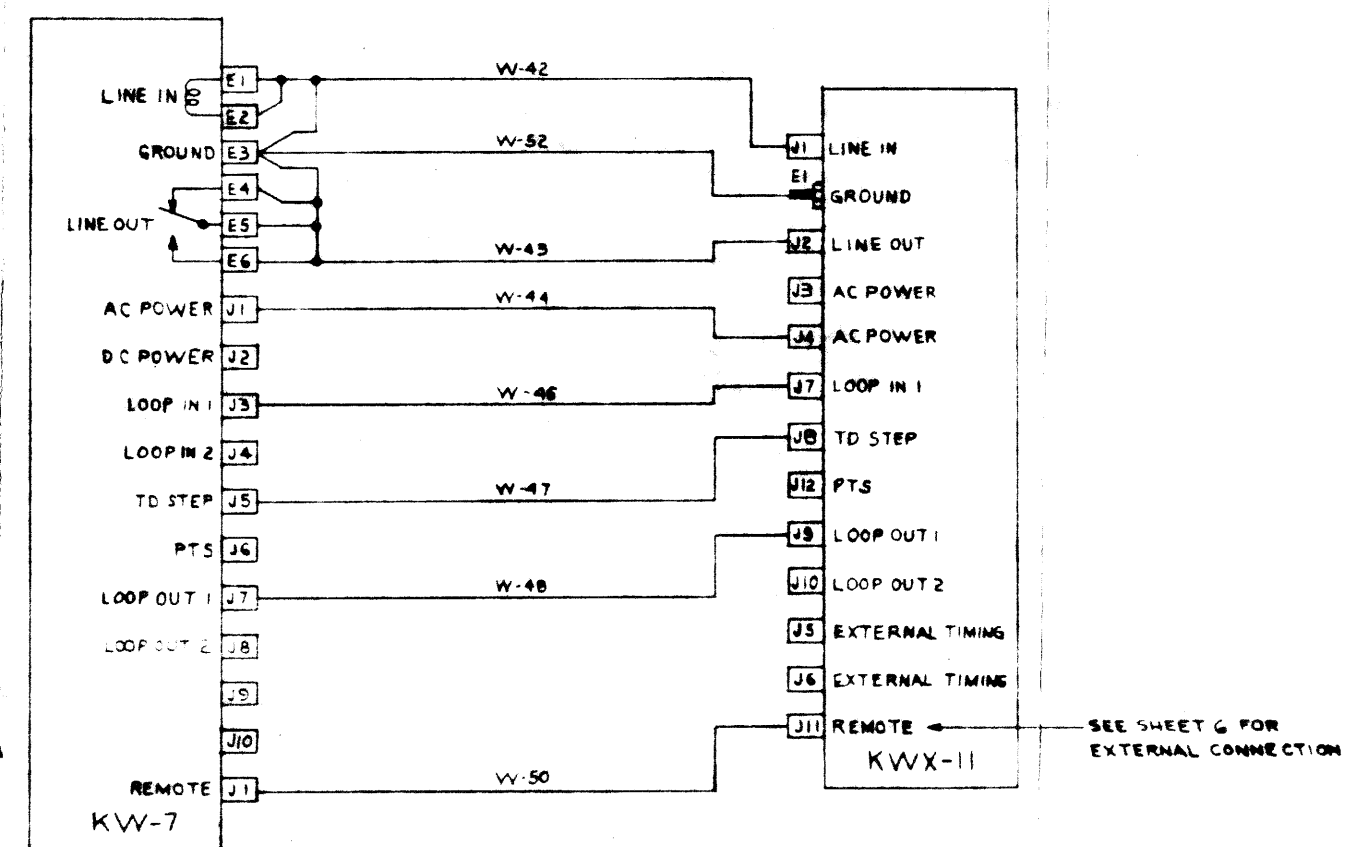 LINE IN E1
E2
GROUND E3
E4
LINE OUT E5
E6
AC POWER J1
DC POWER J2
LOOP IN 1 J3
LOOP IN 2 J4
TD STEP J5
PTS J6
LOOP OUT 1 J7
LOOP OUT 2 J8
J9
J10
REMOTE J1
KW-7
W-42
W-52
W-43
W-44
W-46
W-47
W-48
W-50
J1 LINE IN
E1
GROUND
J2 LINE OUT
J3 AC POWER
J4 AC POWER
J7 LOOP IN 1
J8 TD STEP
J12 PTS
J9 LOOP OUT 1
J10 LOOP OUT 2
J5 EXTERNAL TIMING
J6 EXTERNAL TIMING
J11 REMOTE
KWX-11
SEE SHEET 6 FOR
EXTERNAL CONNECTION